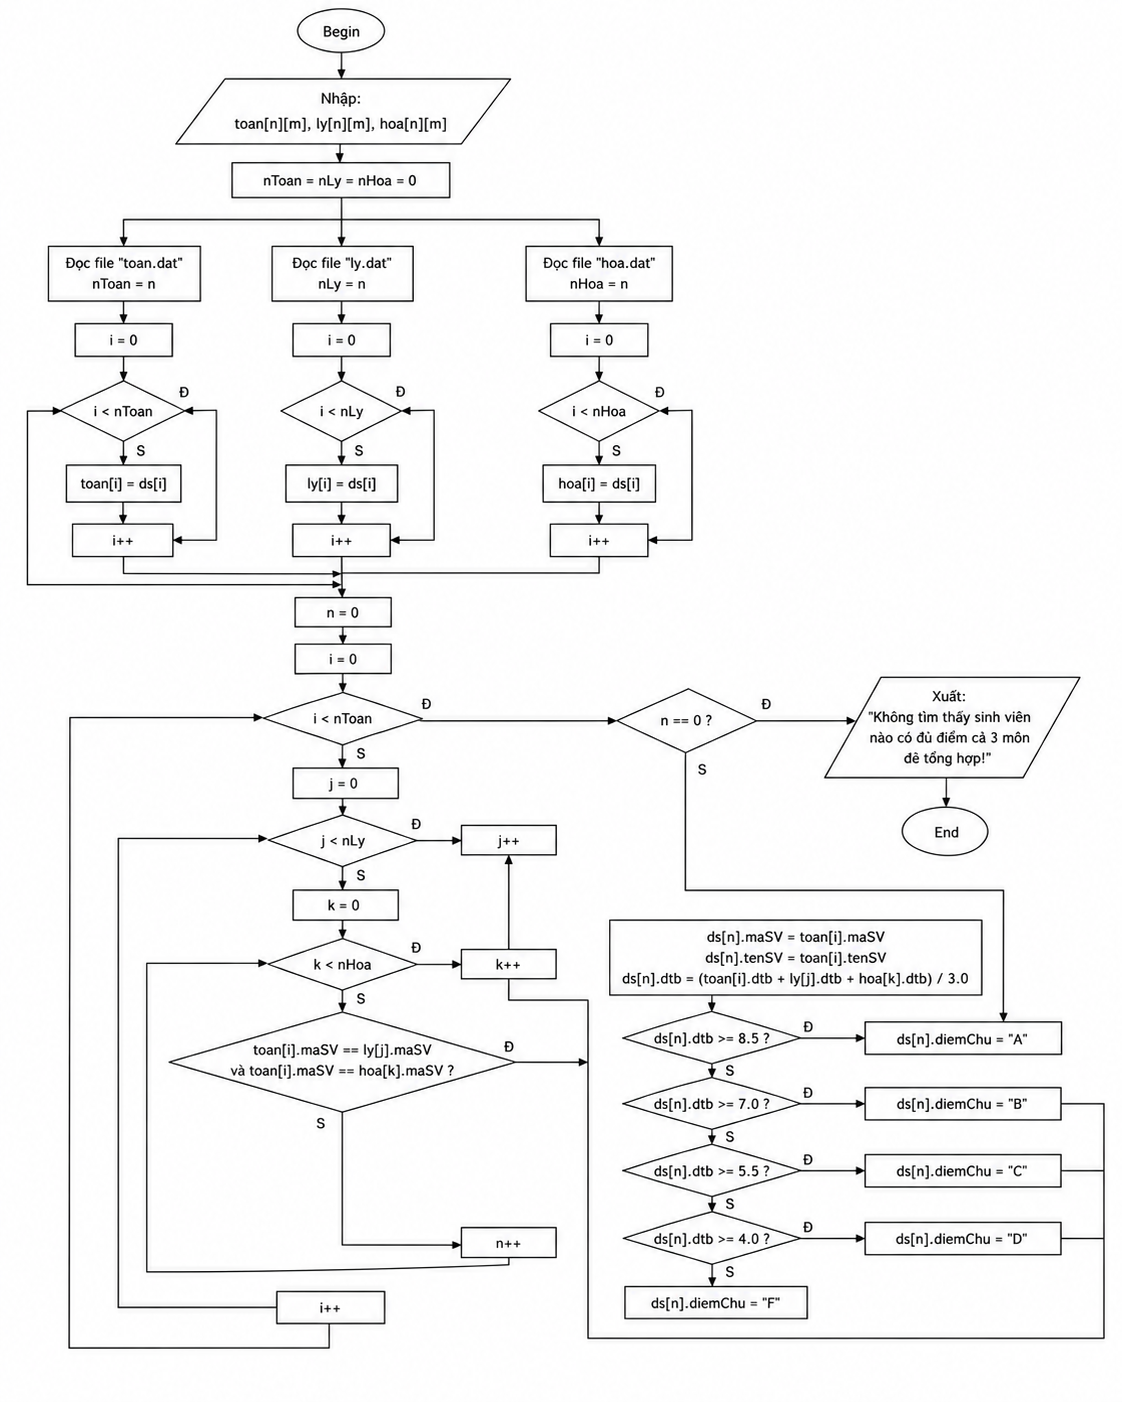 Begin
Nhập:
toan[n][m], ly[n][m], hoa[n][m]
nToan = nLy = nHoa = 0
Đọc file "toan.dat"
nToan = n
Đọc file "ly.dat"
nLy = n
Đọc file "hoa.dat"
nHoa = n
i = 0
i = 0
i = 0
i < nToan
Đ
i < nLy
Đ
i < nHoa
Đ
S
S
S
toan[i] = ds[i]
ly[i] = ds[i]
hoa[i] = ds[i]
i++
i++
i++
n = 0
i = 0
i < nToan
Đ
S
n == 0 ?
Đ
S
Xuất:
"Không tìm thấy sinh viên
nào có đủ điểm cả 3 môn
đê tổng hợp!"
End
j = 0
j < nLy
Đ
j++
S
k = 0
k < nHoa
Đ
k++
S
toan[i].maSV == ly[j].maSV
và toan[i].maSV == hoa[k].maSV ?
Đ
S
n++
i++
ds[n].maSV = toan[i].maSV
ds[n].tenSV = toan[i].tenSV
ds[n].dtb = (toan[i].dtb + ly[j].dtb + hoa[k].dtb) / 3.0
ds[n].dtb >= 8.5 ?
Đ
ds[n].diemChu = "A"
S
ds[n].dtb >= 7.0 ?
Đ
ds[n].diemChu = "B"
S
ds[n].dtb >= 5.5 ?
Đ
ds[n].diemChu = "C"
S
ds[n].dtb >= 4.0 ?
Đ
ds[n].diemChu = "D"
S
ds[n].diemChu = "F"